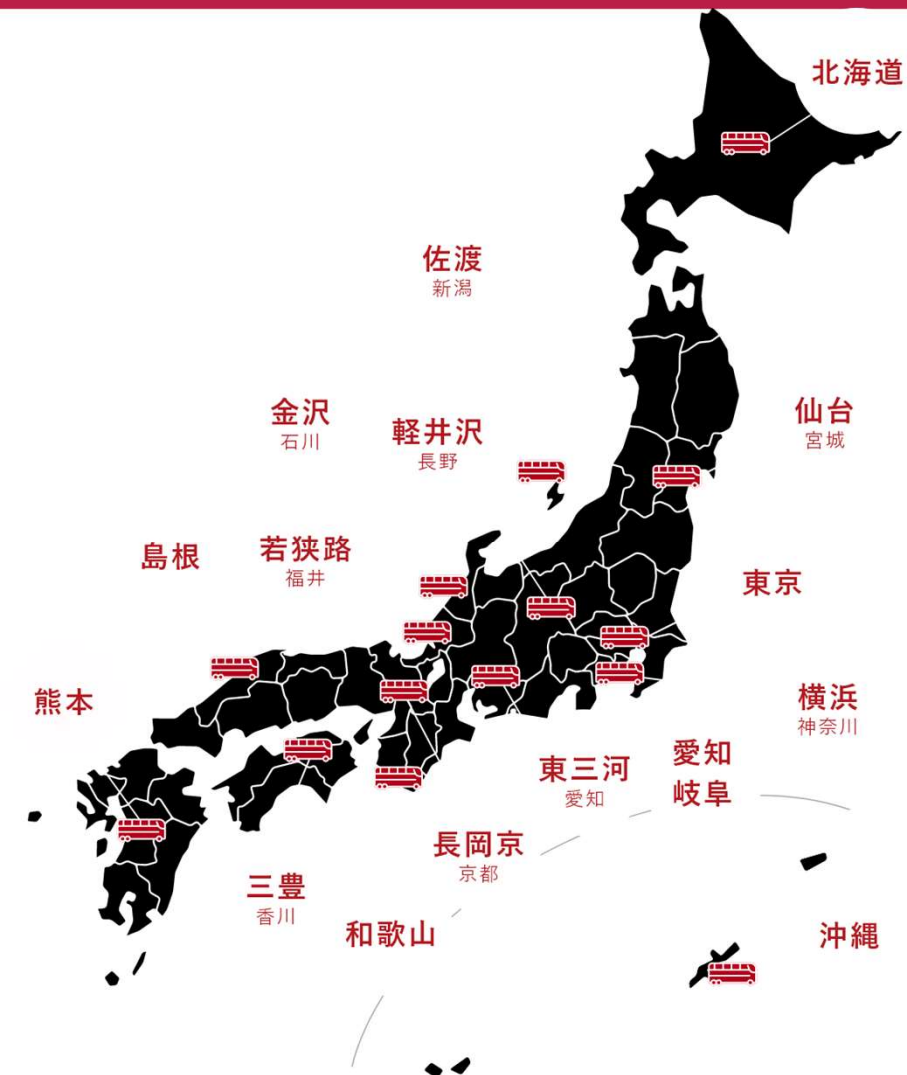 北海道
佐渡
新潟
金沢
石川
軽井沢
長野
仙台
宮城
島根
若狭路
福井
東京
熊本
横浜
神奈川
東三河
愛知
愛知
岐阜
長岡京
京都
三豊
香川
和歌山
沖縄